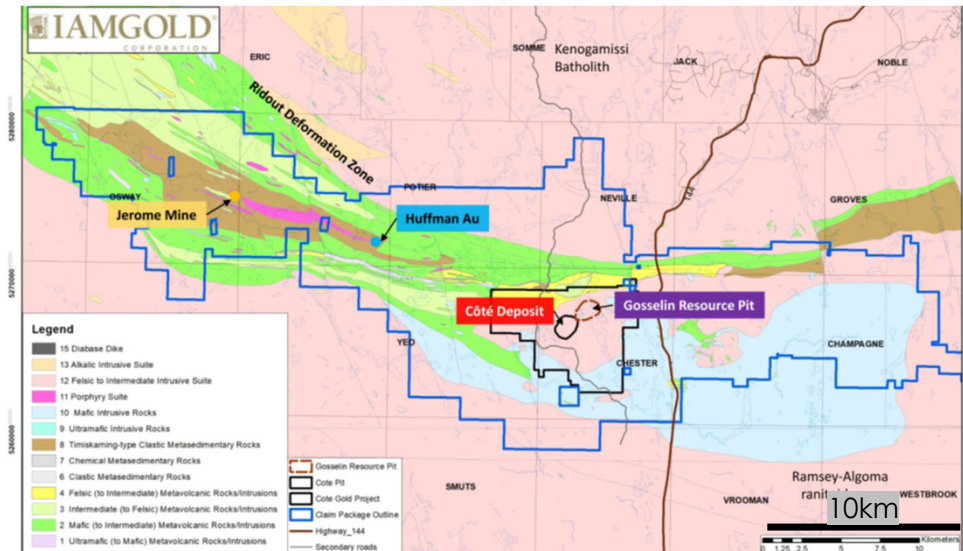 IAMGOLD
CORPORATION
ERIC
SOMME
Kenogamissi
Batholith
JACK
NOBLE
Ridout Deformation Zone
5280000
OSWAY
POTIER
NEVILLE
144
GROVES
Jerome Mine
Huffman Au
5270000
Côté Deposit
Gosselin Resource Pit
YEO
CHESTER
CHAMPAGNE
5260000
SMUTS
VROOMAN
Ramsey-Algoma
WESTBROOK
10km
Kilometers
0 1.25 2.5 5 7.5 10
Legend
15 Diabase Dike
13 Alkalic Intrusive Suite
12 Felsic to Intermediate Intrusive Suite
11 Porphyry Suite
10 Mafic Intrusive Rocks
9 Ultramafic Intrusive Rocks
8 Timiskaming-type Clastic Metasedimentary Rocks
7 Chemical Metasedimentary Rocks
6 Clastic Metasedimentary Rocks
4 Felsic (to Intermediate) Metavolcanic Rocks/Intrusions
3 Intermediate (to Felsic) Metavolcanic Rocks/Intrusions
2 Mafic (to Intermediate) Metavolcanic Rocks/Intrusions
1 Ultramafic (to Mafic) Metavolcanic Rocks/Intrusions
Gosselin Resource Pit
Cote Pit
Cote Gold Project
Claim Package Outline
Highway_144
Secondary roads